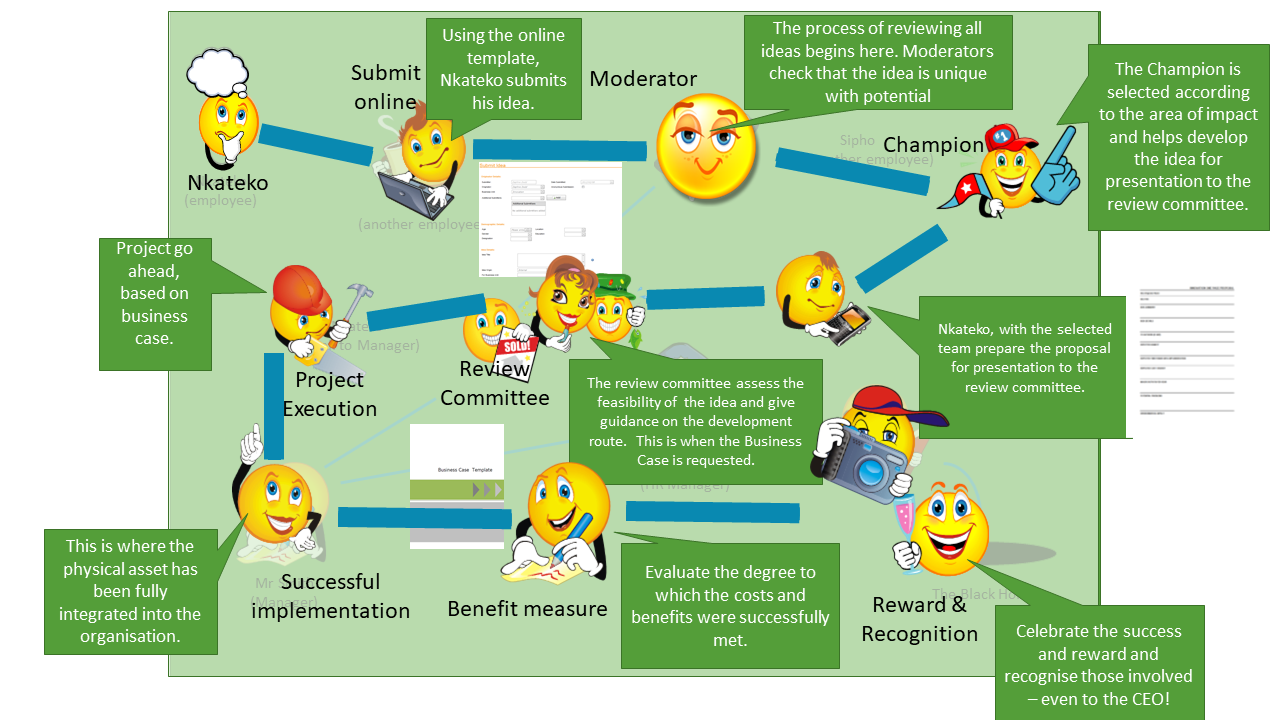 Using the online
template,
Nkateko submits
his idea.
The process of reviewing all
ideas begins here. Moderators
check that the idea is unique
with potential
The Champion is
selected according
to the area of impact
and helps develop
the idea for
presentation to the
review committee.
Submit
online
Moderator
Sipho
employee)
Champion
Nkateko
(employee)
(another employee
Submit Idea
Project go
ahead,
based on
business
case.
to Manager)
SOLD!
Nkateko, with the selected
team prepare the proposal
for presentation to the
review committee.
Project
Execution
Review
Committee
The review committee assess the
feasibility of the idea and give
guidance on the development
route. This is when the Business
Case is requested.
Business Case Template
(HR Manager)
This is where the
physical asset has
been fully
integrated into the
organisation.
Mr
(Manager)
Successful
implementation
Benefit measure
Evaluate the degree to
which the costs and
benefits were successfully
met.
The Black
Reward &
Recognition
Celebrate the success
and reward and
recognise those involved
– even to the CEO!